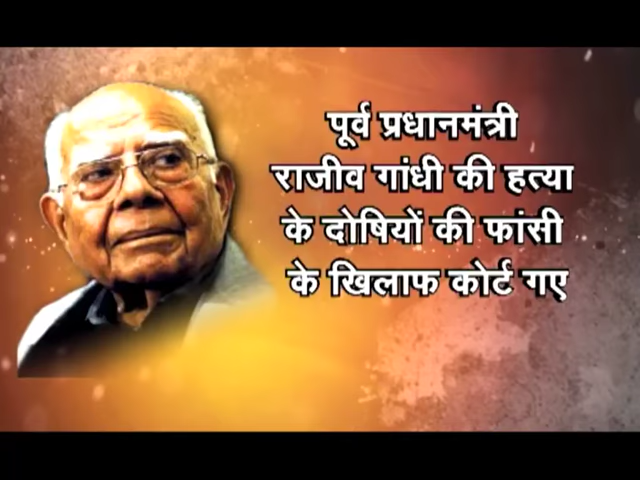 पूर्व प्रधानमंत्री
राजीव गांधी की हत्या
के दोषियों की फांसी
के खिलाफ कोर्ट गए